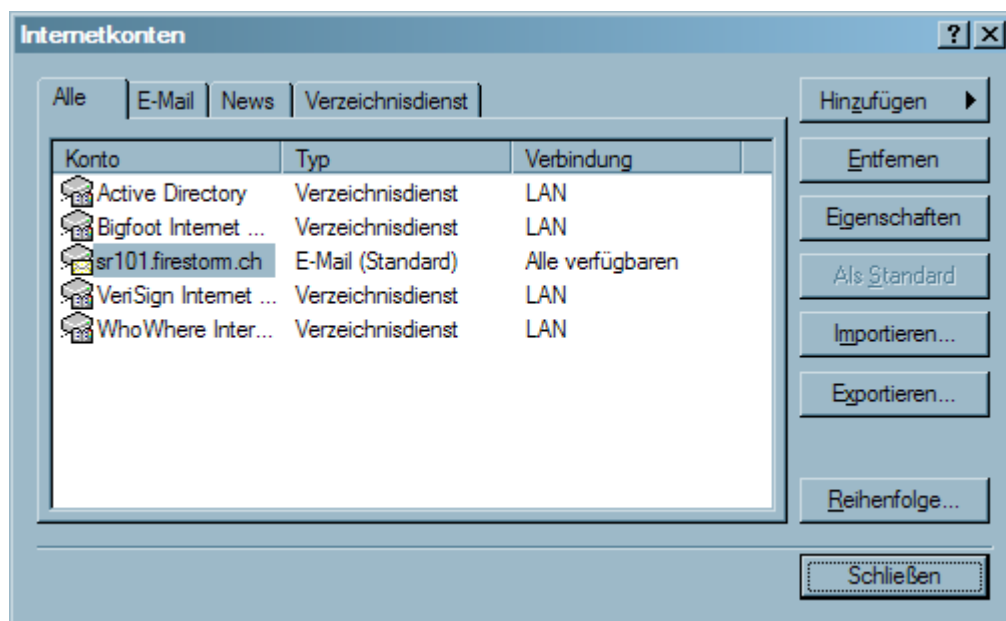 Internetkonten
Alle E-Mail News Verzeichnisdienst
Konto Typ Verbindung
Active Directory Verzeichnisdienst LAN
Bigfoot Internet ... Verzeichnisdienst LAN
sr101.firestorm.ch E-Mail (Standard) Alle verfügbaren
VeriSign Internet ... Verzeichnisdienst LAN
WhoWhere Inter... Verzeichnisdienst LAN
Hinzufügen
Entfernen
Eigenschaften
Als Standard
Importieren...
Exportieren...
Reihenfolge...
Schließen